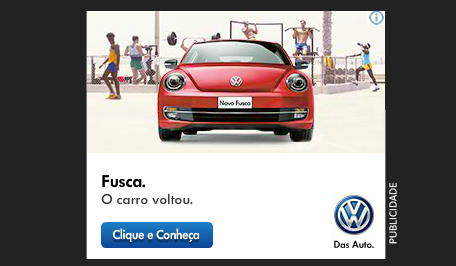 Novo Fusca
Fusca.
O carro voltou.
Clique e Conheça
Das Auto.
PUBLICIDADE